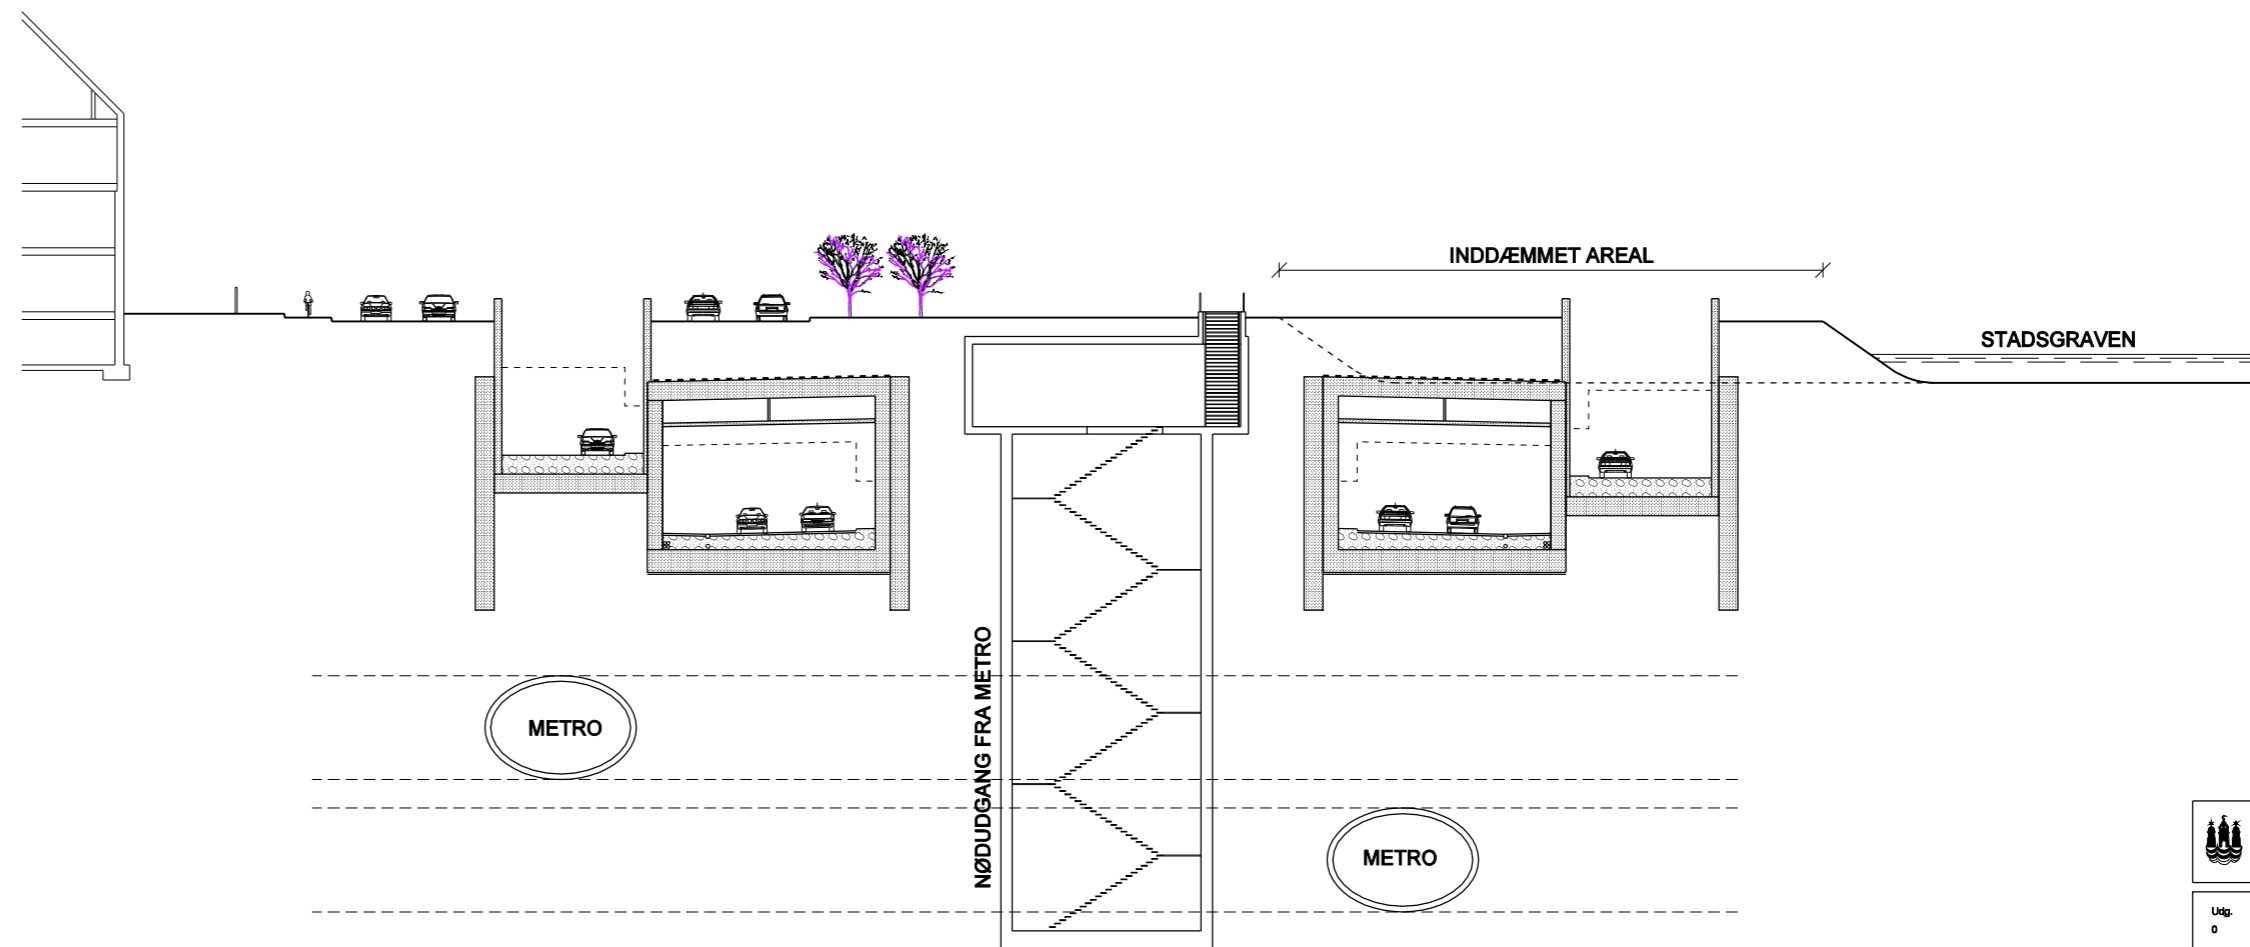 INDDÆMMET AREAL
STADSGRAVEN
NØDUDGANG FRA METRO
METRO
METRO
Udg.
0